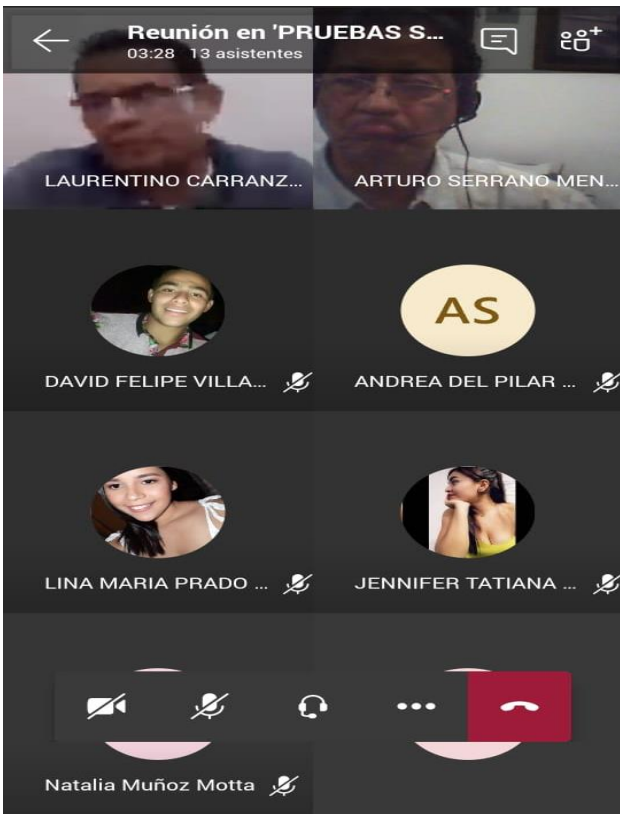 Reunión en 'PRUEBAS S...
03:28 13 asistentes
LAURENTINO CARRANZ...
ARTURO SERRANO MEN...
AS
DAVID FELIPE VILLA...
ANDREA DEL PILAR ...
LINA MARIA PRADO ...
JENNIFER TATIANA ...
Natalia Muñoz Motta